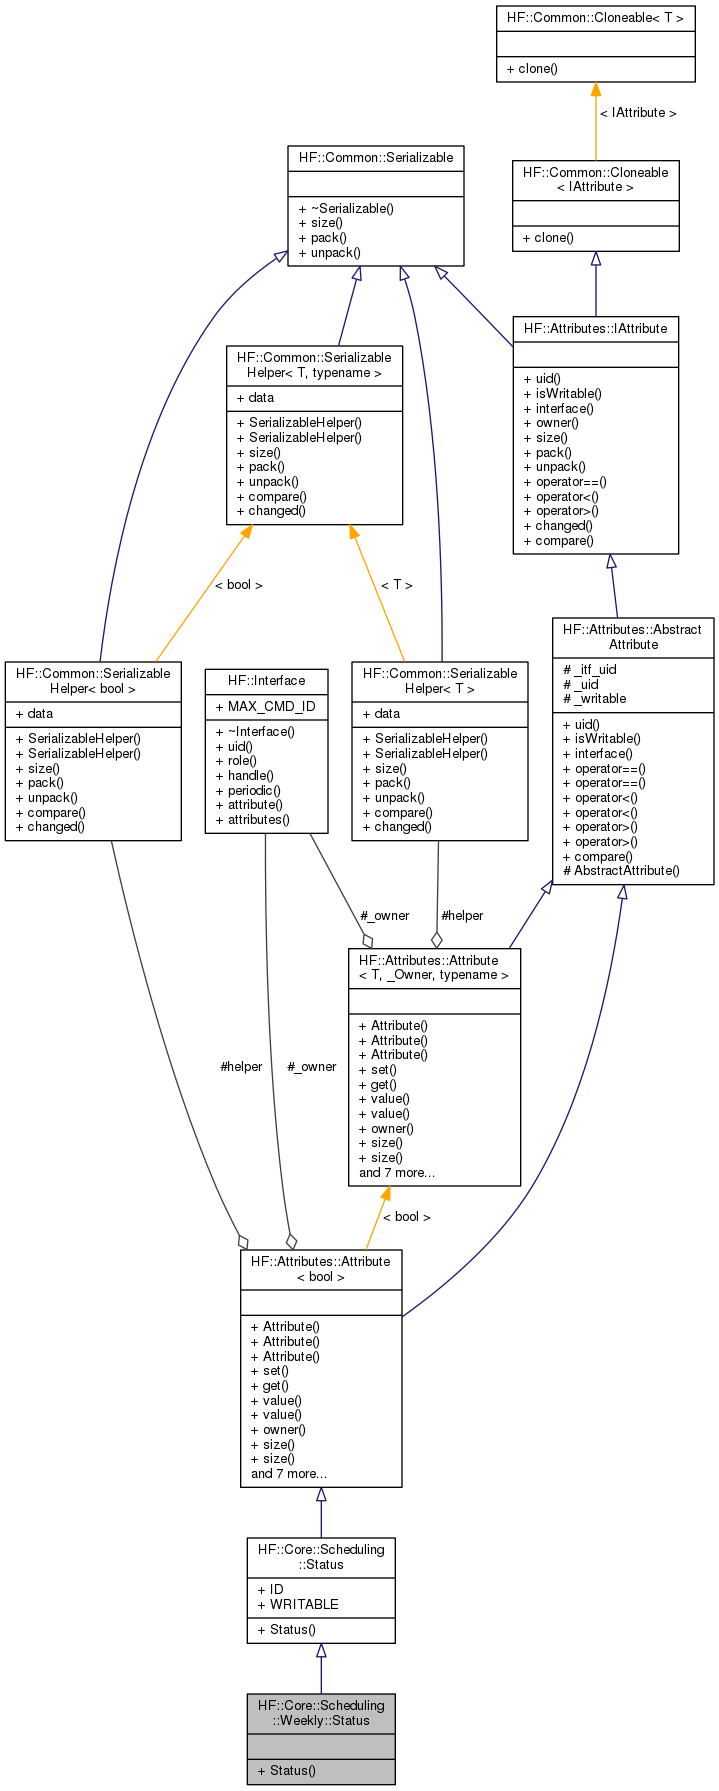 HF::Common::Cloneable< T >
+ clone()
< IAttribute >
HF::Common::Serializable
+ ~Serializable()
+ size()
+ pack()
+ unpack()
HF::Common::Cloneable
< IAttribute >
+ clone()
HF::Attributes::IAttribute
+ uid()
+ isWritable()
+ interface()
+ owner()
+ size()
+ pack()
+ unpack()
+ operator==()
+ operator<()
+ operator>()
+ changed()
+ compare()
HF::Common::Serializable
Helper< T, typename >
+ data
+ SerializableHelper()
+ SerializableHelper()
+ size()
+ pack()
+ unpack()
+ compare()
+ changed()
< bool >
< T >
HF::Attributes::Abstract
Attribute
# _itf_uid
# _uid
# _writable
+ uid()
+ isWritable()
+ interface()
+ operator==()
+ operator==()
+ operator<()
+ operator<()
+ operator>()
+ operator>()
+ compare()
# AbstractAttribute()
HF::Common::Serializable
Helper< bool >
+ data
+ SerializableHelper()
+ SerializableHelper()
+ size()
+ pack()
+ unpack()
+ compare()
+ changed()
HF::Interface
+ MAX_CMD_ID
+ ~Interface()
+ uid()
+ role()
+ handle()
+ periodic()
+ attribute()
+ attributes()
HF::Common::Serializable
Helper< T >
+ data
+ SerializableHelper()
+ SerializableHelper()
+ size()
+ pack()
+ unpack()
+ compare()
+ changed()
#_owner
#helper
HF::Attributes::Attribute
< T, _Owner, typename >
+ Attribute()
+ Attribute()
+ Attribute()
+ set()
+ get()
+ value()
+ value()
+ owner()
+ size()
+ size()
and 7 more...
#helper
#_owner
< bool >
HF::Attributes::Attribute
< bool >
+ Attribute()
+ Attribute()
+ Attribute()
+ set()
+ get()
+ value()
+ value()
+ owner()
+ size()
+ size()
and 7 more...
HF::Core::Scheduling
::Status
+ ID
+ WRITABLE
+ Status()
HF::Core::Scheduling
::Weekly::Status
+ Status()